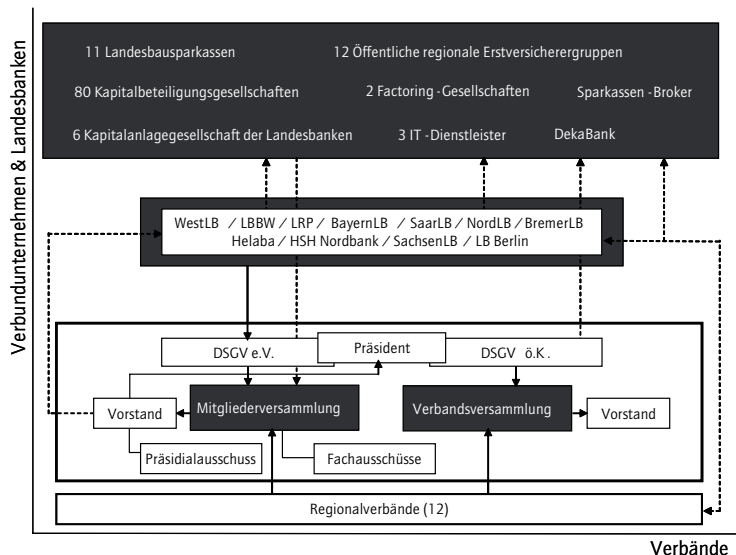 Verbundunternehmen & Landesbanken
11 Landesbausparkassen
12 Öffentliche regionale Erstversicherergruppen
80 Kapitalbeteiligungsgesellschaften
2 Factoring - Gesellschaften
Sparkassen - Broker
6 Kapitalanlagegesellschaft der Landesbanken
3 IT - Dienstleister
DekaBank
WestLB / LBBW / LRP / BayernLB / SaarLB / NordLB / BremerLB
Helaba / HSH Nordbank / SachsenLB / LB Berlin
DSGV e.V.
Präsident
DSGV ö.K.
Vorstand
Mitgliederversammlung
Verbandsversammlung
Vorstand
Präsidialausschuss
Fachausschüsse
Regionalverbände (12)
Verbände